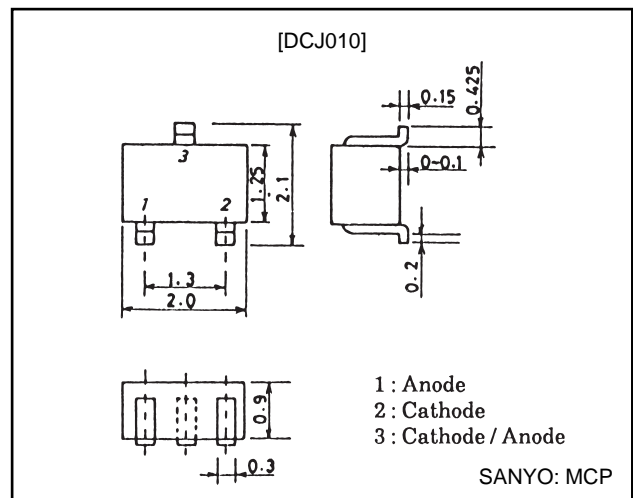 [DCJ010]
0.15
0.425
3
0~0.1
1.25
2.1
1
2
0.2
1.3
2.0
0.9
0.3
1 : Anode
2 : Cathode
3 : Cathode / Anode
SANYO: MCP